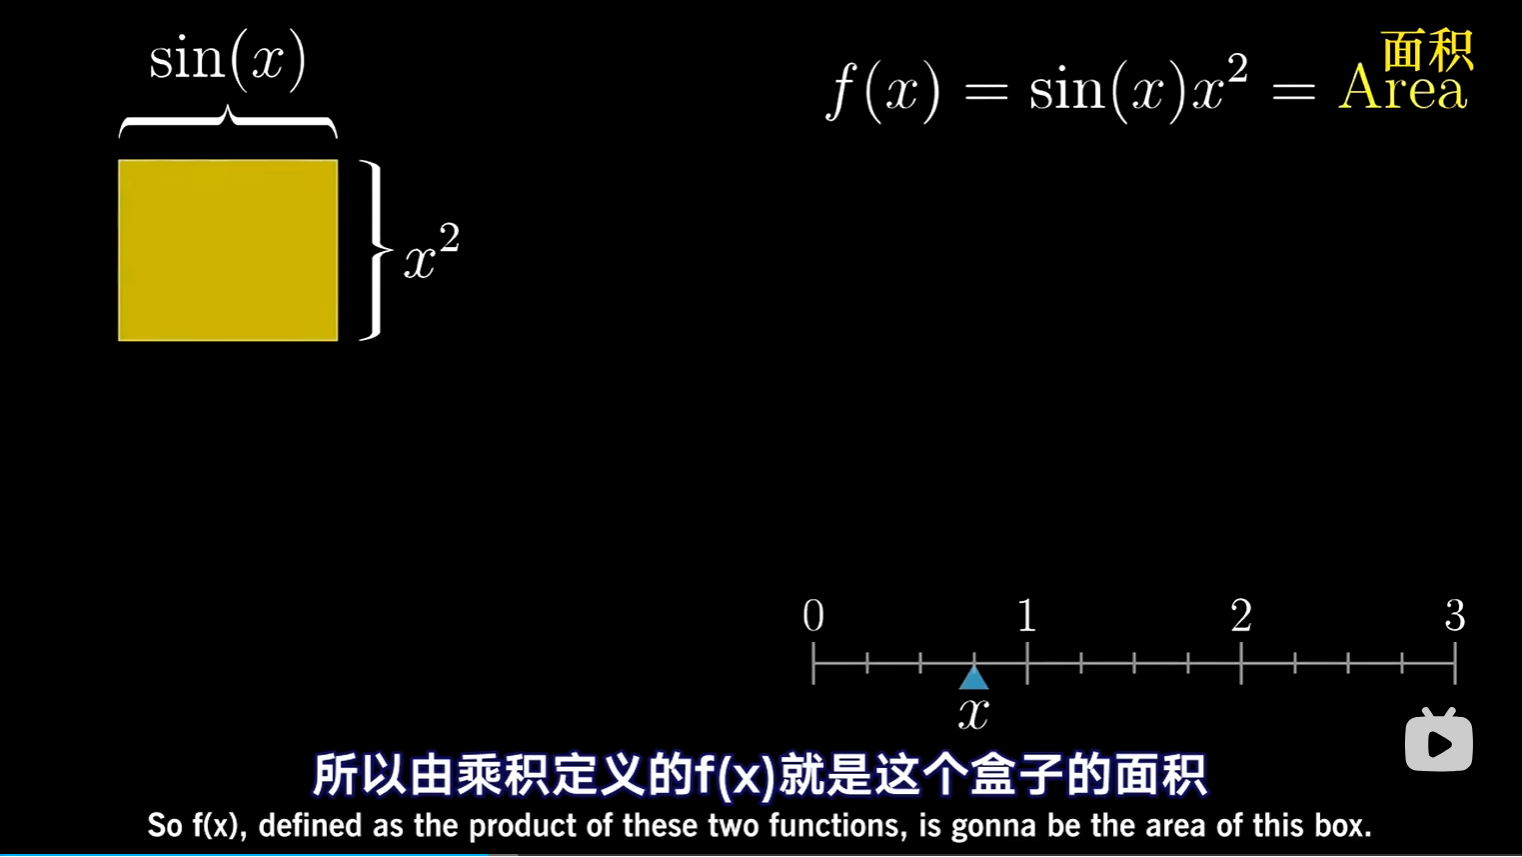 sin(x)
面积
f(x) = sin(x)x² = Area
x²
0 1 2 3
x
所以由乘积定义的f(x)就是这个盒子的面积
So f(x), defined as the product of these two functions, is gonna be the area of this box.